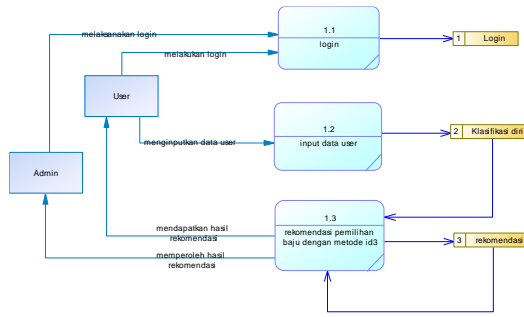 1.1
login
melaksanakan login
melakukan login
1 Login
User
1.2
input data user
menginputkan data user
2 Klasifikasi diri
Admin
1.3
rekomendasi pemilihan
baju dengan metode id3
mendapatkan hasil
rekomendasi
memperoleh hasil
rekomendasi
3 rekomendasi